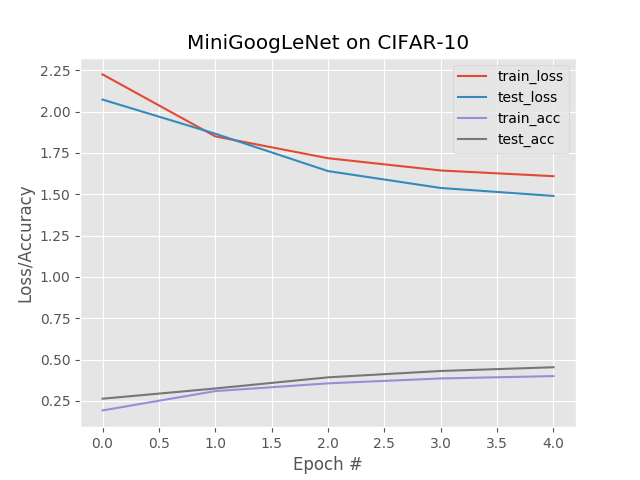 MiniGoogLeNet on CIFAR-10
train_loss
test_loss
train_acc
test_acc
2.25
2.00
1.75
1.50
1.25
1.00
0.75
0.50
0.25
Loss/Accuracy
0.0 0.5 1.0 1.5 2.0 2.5 3.0 3.5 4.0
Epoch #